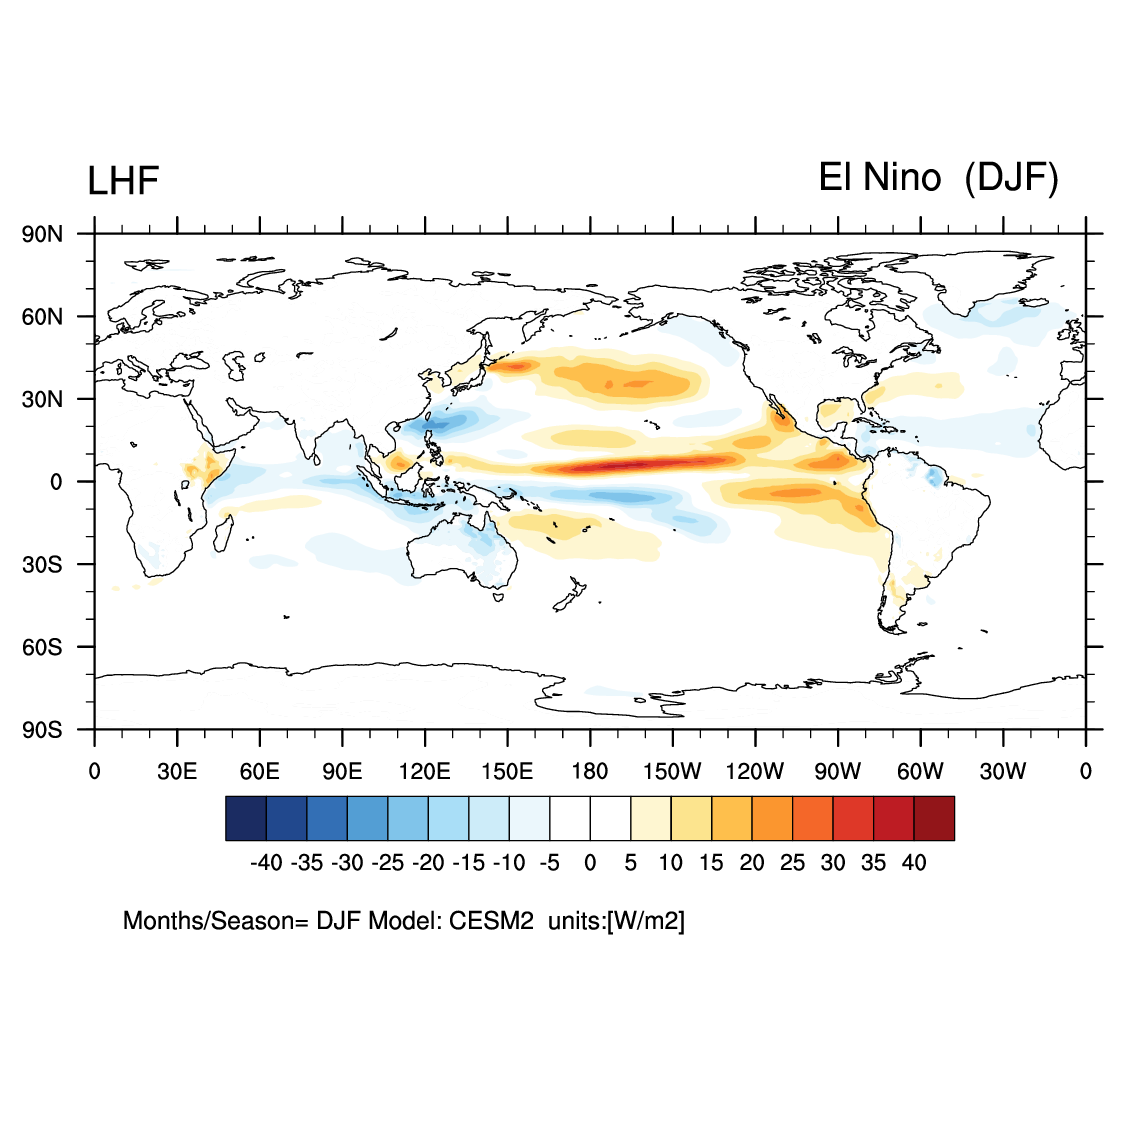 LHF
El Nino (DJF)
90N
60N
30N
0
30S
60S
90S
0 30E 60E 90E 120E 150E 180 150W 120W 90W 60W 30W 0
-40 -35 -30 -25 -20 -15 -10 -5 0 5 10 15 20 25 30 35 40
Months/Season= DJF Model: CESM2 units:[W/m2]